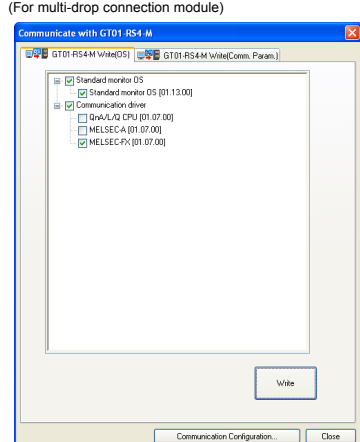 (For multi-drop connection module)
Communicate with GT01-RS4-M
GT01-RS4-M Write(OS) GT01-RS4-M Write(Comm. Param.)
Standard monitor OS
Standard monitor OS [01.13.00]
Communication driver
QnA/L/Q CPU [01.07.00]
MELSEC-A [01.07.00]
MELSEC-FX [01.07.00]
Write
Communication Configuration... Close